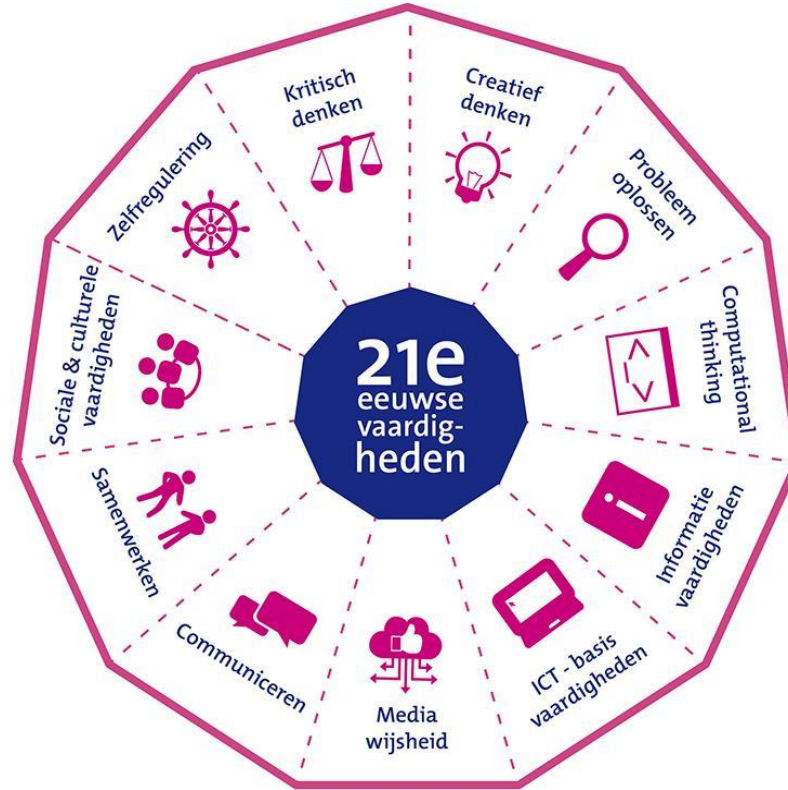 21e
eeuwse
vaardig-
heden
Kritisch
denken
Creatief
denken
Probleem
oplossen
Computational
thinking
Informatie
vaardigheden
ICT - basis
vaardigheden
Media
wijsheid
Communiceren
Samenwerken
Sociale & culturele
vaardigheden
Zelfregulering